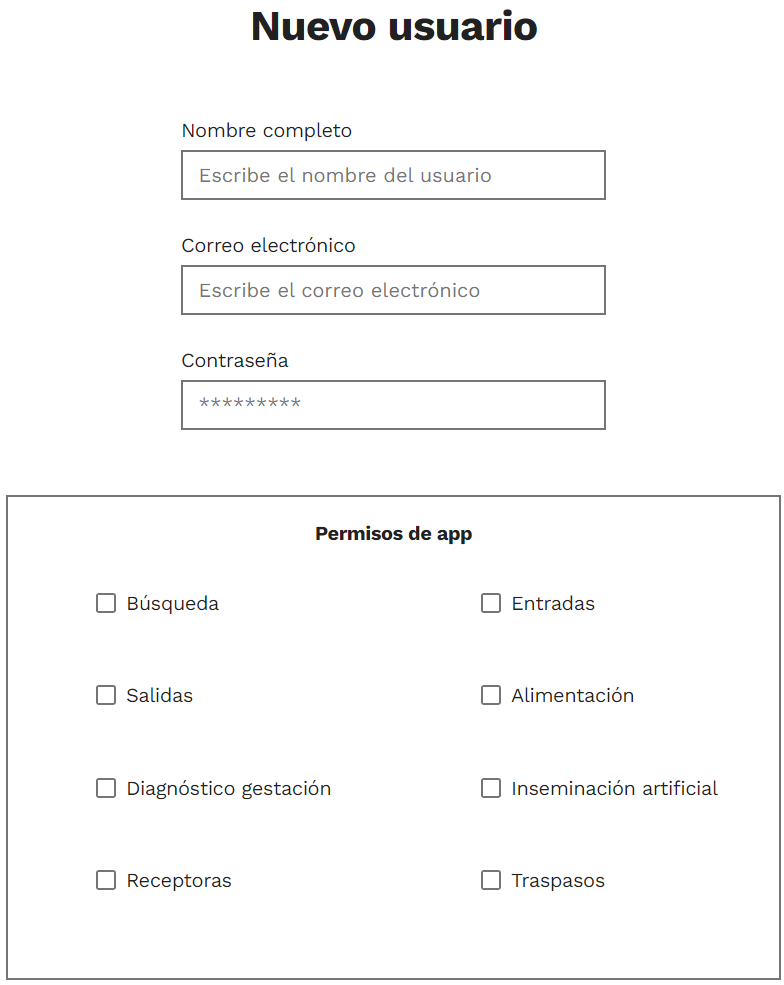 Nuevo usuario
Nombre completo
Escribe el nombre del usuario
Correo electrónico
Escribe el correo electrónico
Contraseña
*********
Permisos de app
Búsqueda
Entradas
Salidas
Alimentación
Diagnóstico gestación
Inseminación artificial
Receptoras
Traspasos